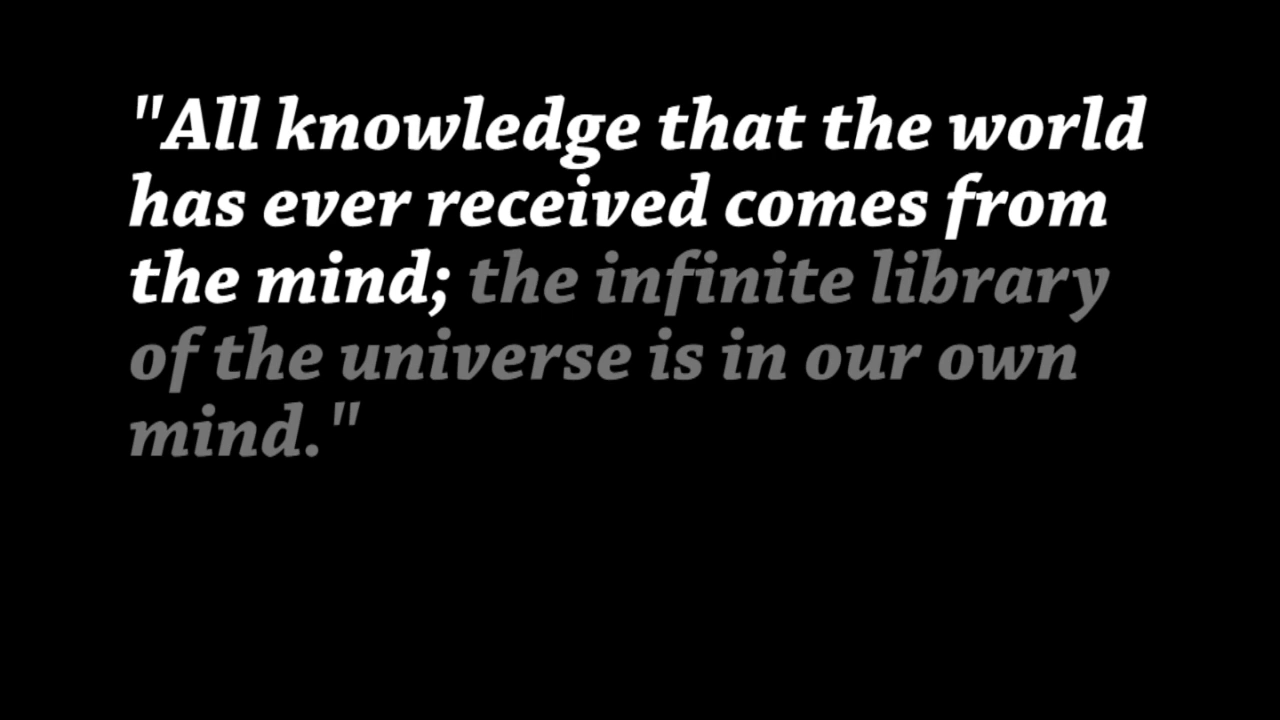 "All knowledge that the world
has ever received comes from
the mind; the infinite library
of the universe is in our own
mind."